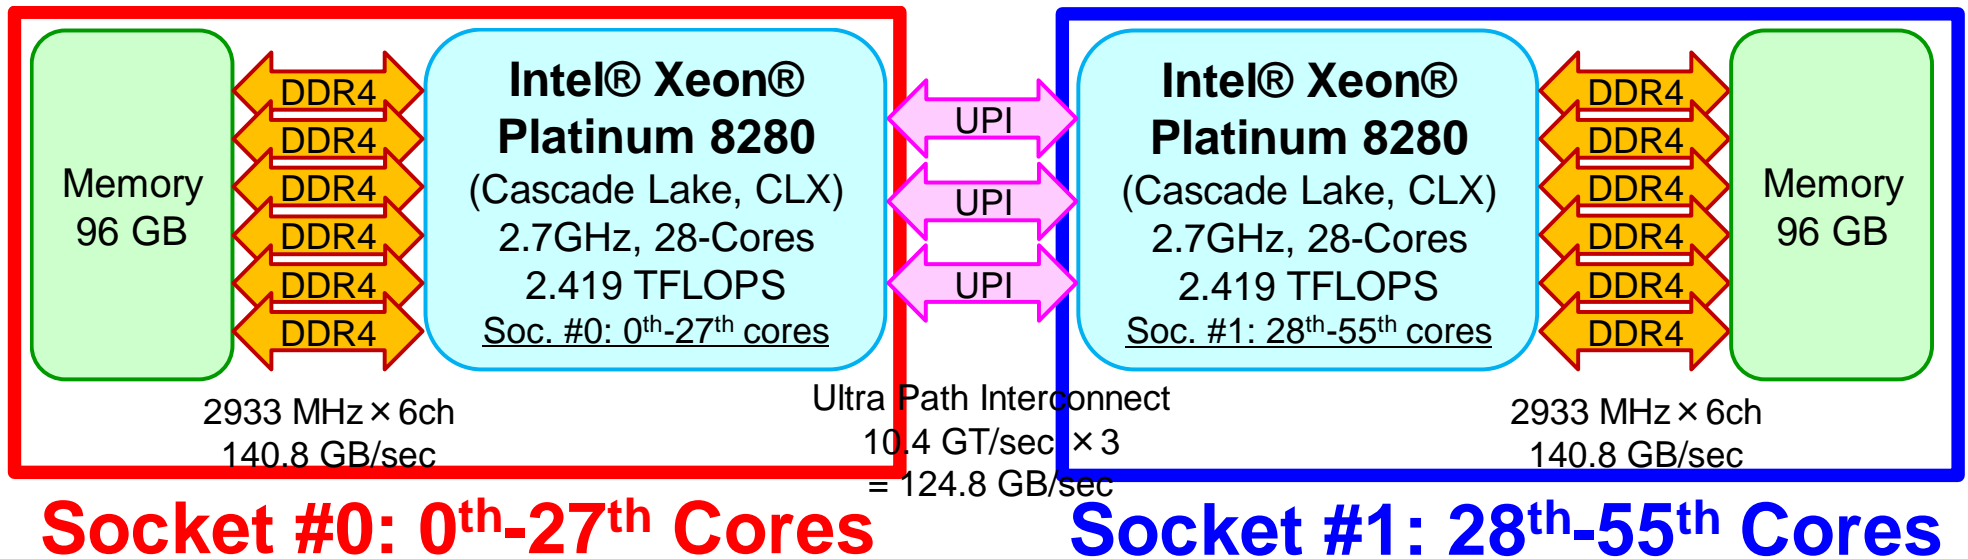 Memory
96 GB
DDR4
DDR4
DDR4
DDR4
DDR4
DDR4
Intel® Xeon®
Platinum 8280
(Cascade Lake, CLX)
2.7GHz, 28-Cores
2.419 TFLOPS
Soc. #0: 0th-27th cores
UPI
UPI
UPI
Intel® Xeon®
Platinum 8280
(Cascade Lake, CLX)
2.7GHz, 28-Cores
2.419 TFLOPS
Soc. #1: 28th-55th cores
DDR4
DDR4
DDR4
DDR4
DDR4
DDR4
Memory
96 GB
2933 MHz×6ch
140.8 GB/sec
Ultra Path Interconnect
10.4 GT/sec ×3
= 124.8 GB/sec
2933 MHz×6ch
140.8 GB/sec
Socket #0: 0th-27th Cores
Socket #1: 28th-55th Cores